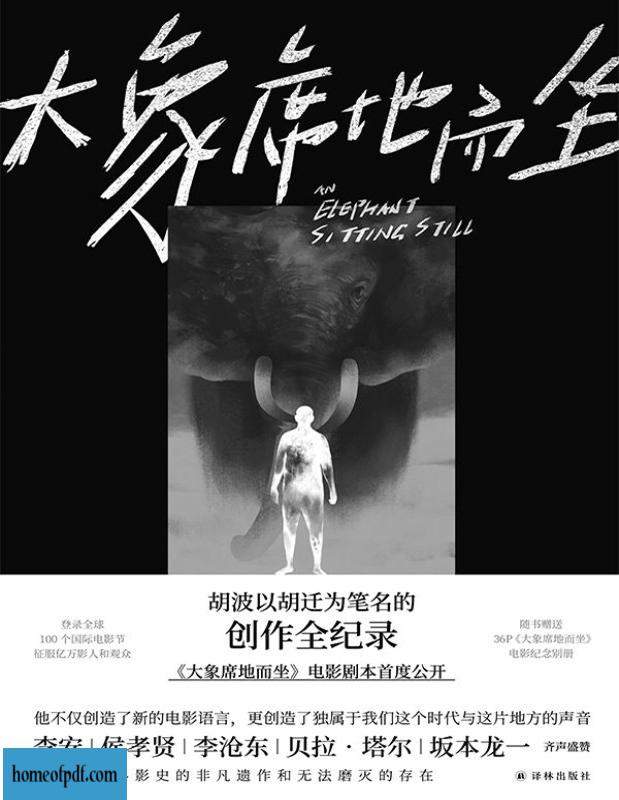 大象席地而坐
AN
ELEPHANT
SITTING STILL
胡波以胡迁为笔名的
创作全纪录
《大象席地而坐》电影剧本首度公开
登录全球
100个国际电影节
征服亿万影人和观众
随书赠送
36P《大象席地而坐》
电影纪念别册
他不仅创造了新的电影语言，更创造了独属于我们这个时代与这片地方的声音
李安|侯孝贤|李沧东|贝拉·塔尔|坂本龙一 齐声盛赞
影史的非凡遗作和无法磨灭的存在
译林出版社
homeofpdf.com